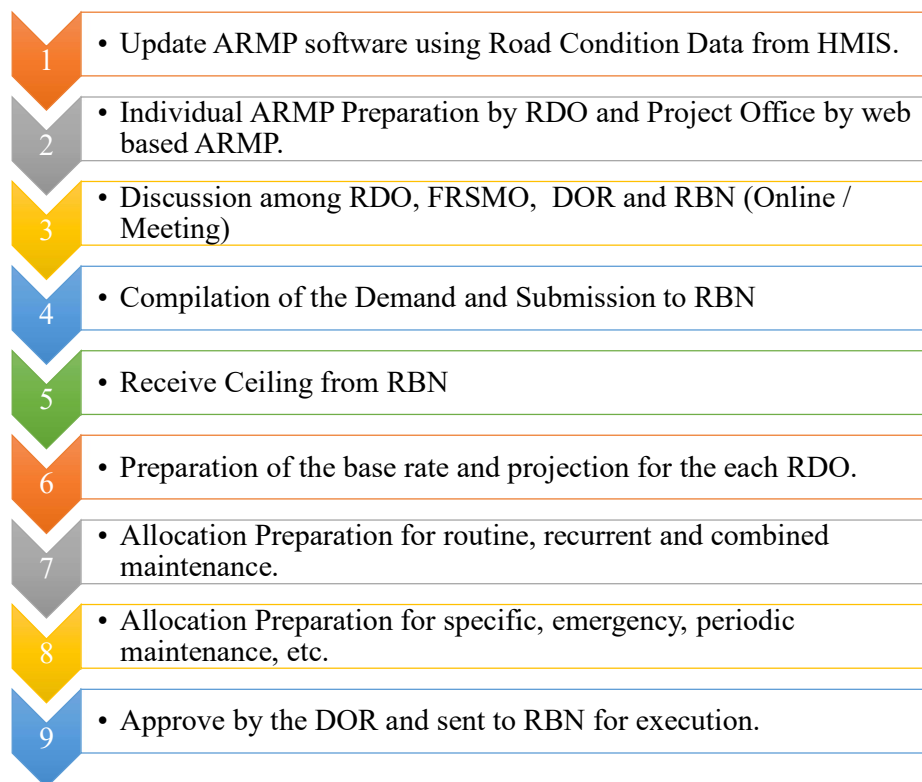 1
• Update ARMP software using Road Condition Data from HMIS.
2
• Individual ARMP Preparation by RDO and Project Office by web
based ARMP.
3
• Discussion among RDO, FRSMO, DOR and RBN (Online /
Meeting)
4
• Compilation of the Demand and Submission to RBN
5
• Receive Ceiling from RBN
6
• Preparation of the base rate and projection for the each RDO.
7
• Allocation Preparation for routine, recurrent and combined
maintenance.
8
• Allocation Preparation for specific, emergency, periodic
maintenance, etc.
9
• Approve by the DOR and sent to RBN for execution.